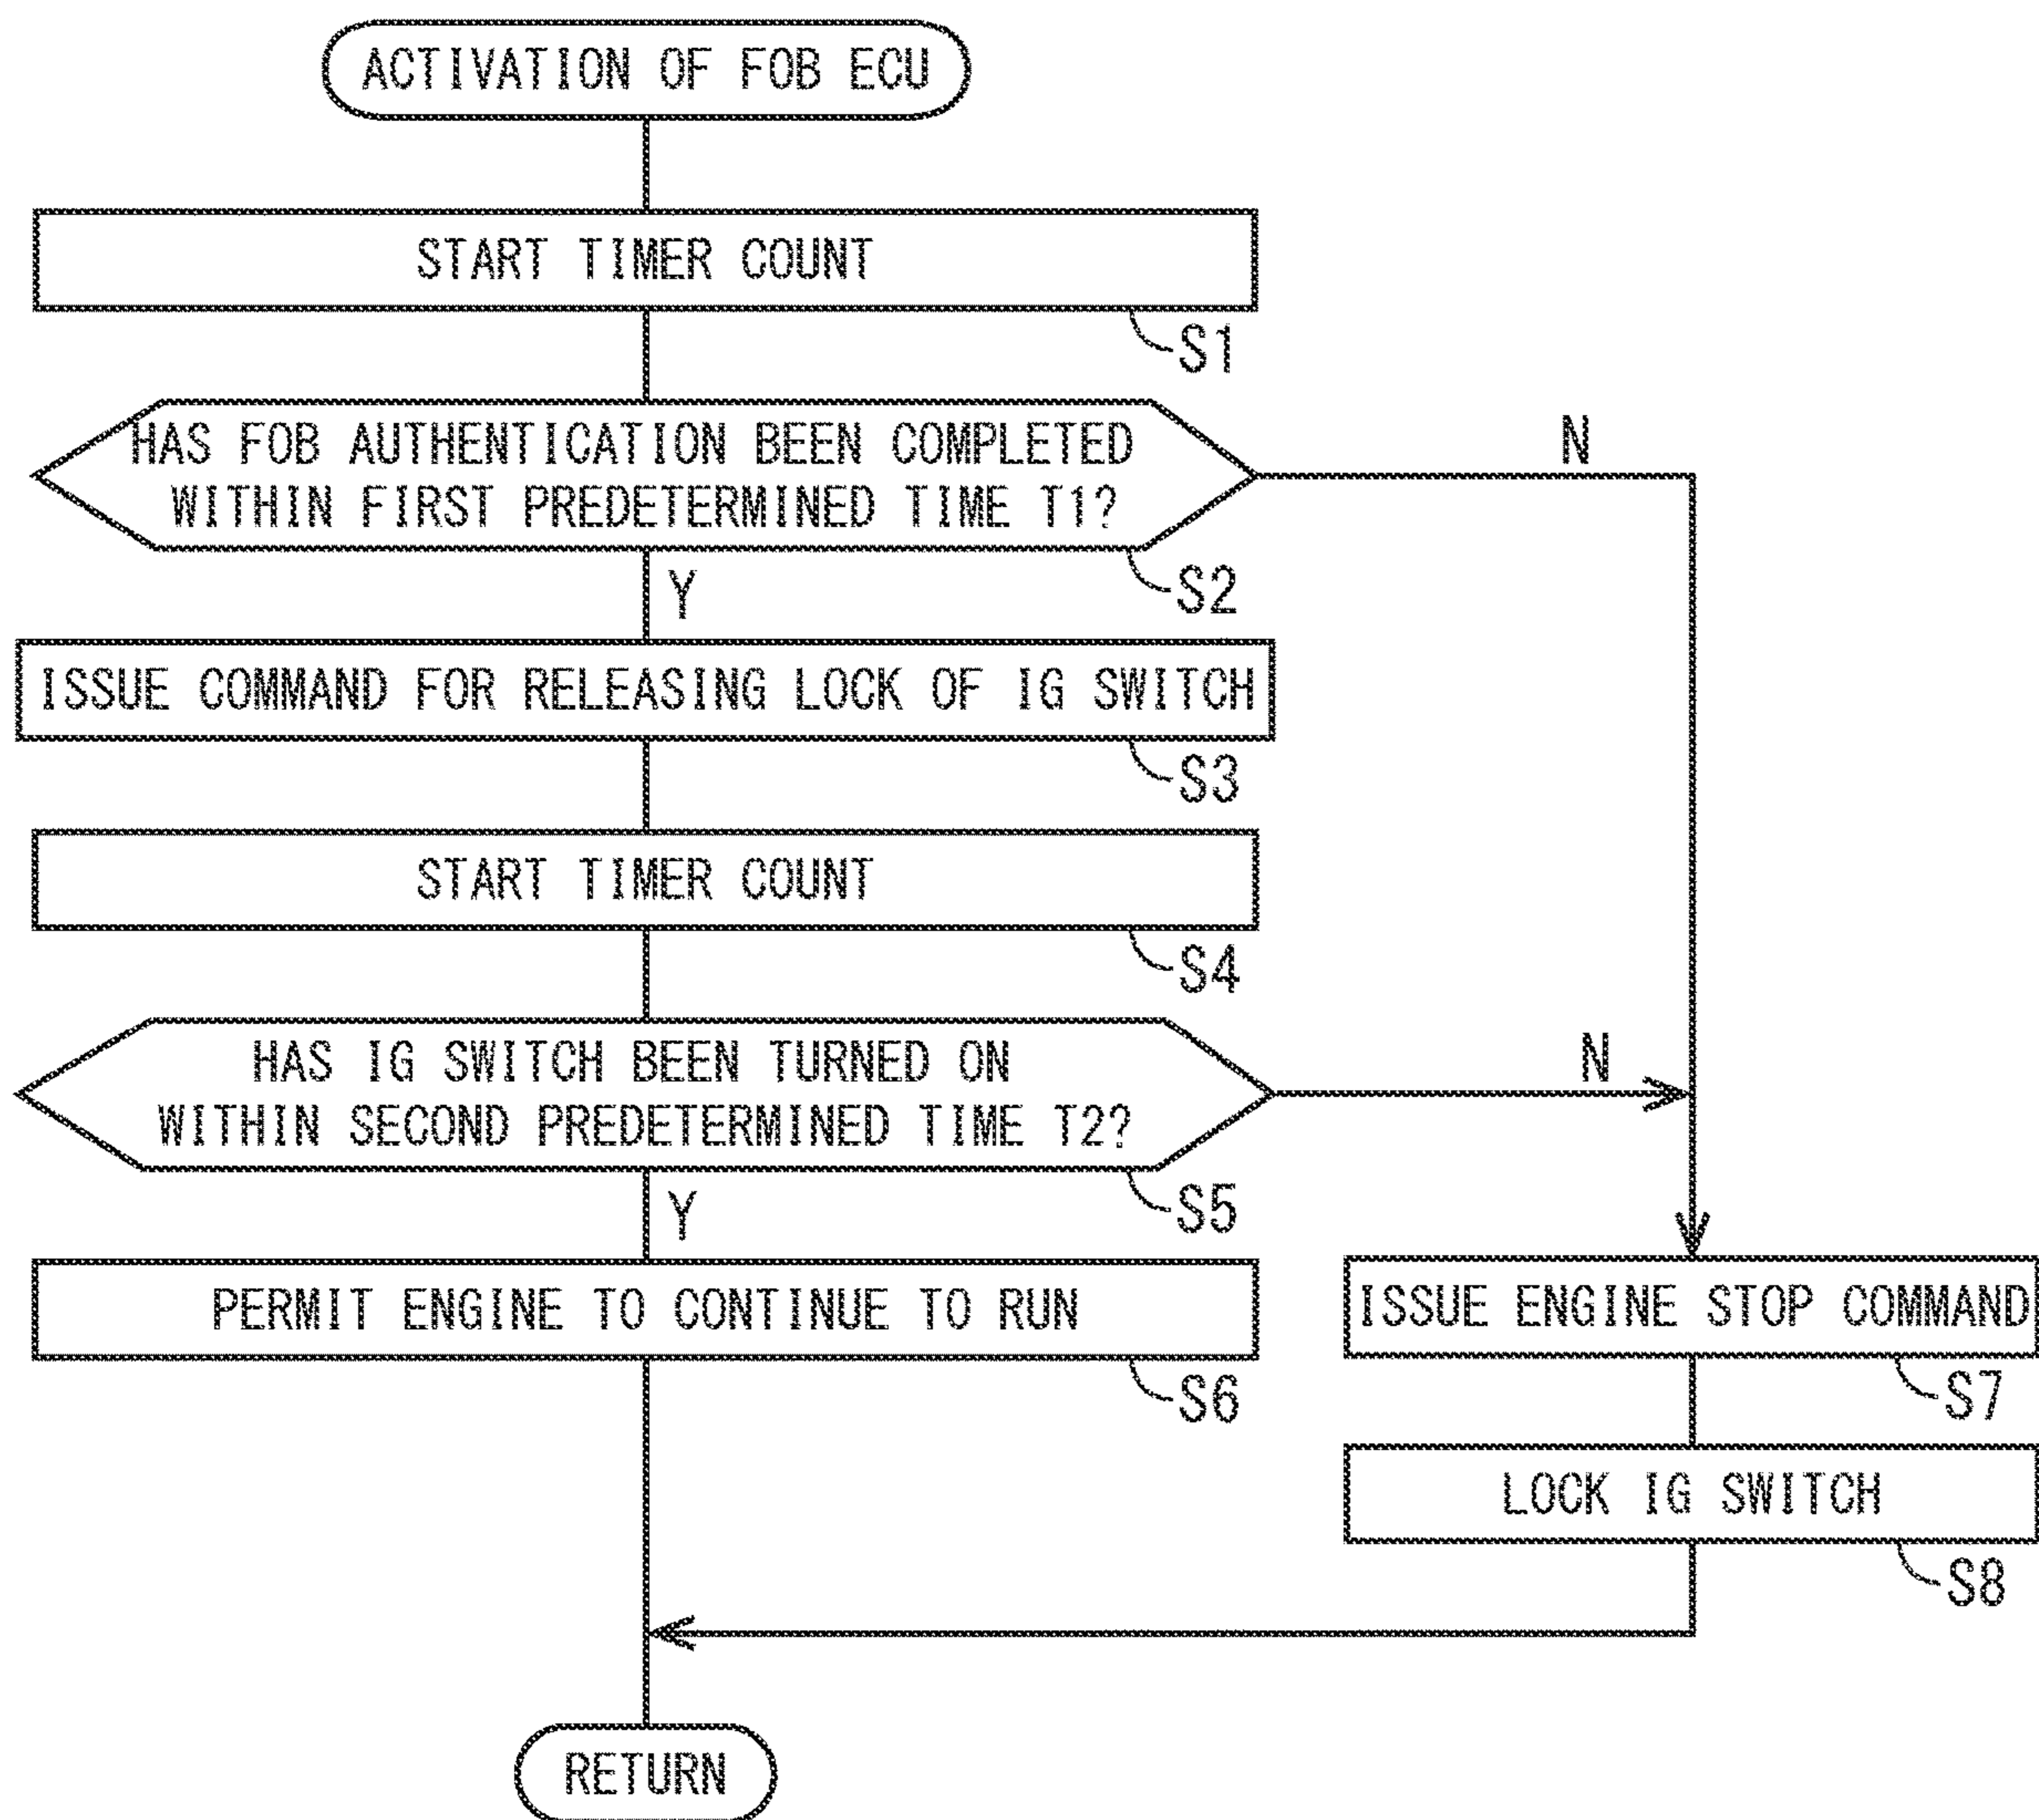 ACTIVATION OF FOB ECU
START TIMER COUNT
S1
HAS FOB AUTHENTICATION BEEN COMPLETED
WITHIN FIRST PREDETERMINED TIME T1?
N
S2
Y
ISSUE COMMAND FOR RELEASING LOCK OF IG SWITCH
S3
START TIMER COUNT
S4
HAS IG SWITCH BEEN TURNED ON
WITHIN SECOND PREDETERMINED TIME T2?
N
S5
Y
PERMIT ENGINE TO CONTINUE TO RUN
S6
ISSUE ENGINE STOP COMMAND
S7
LOCK IG SWITCH
S8
RETURN